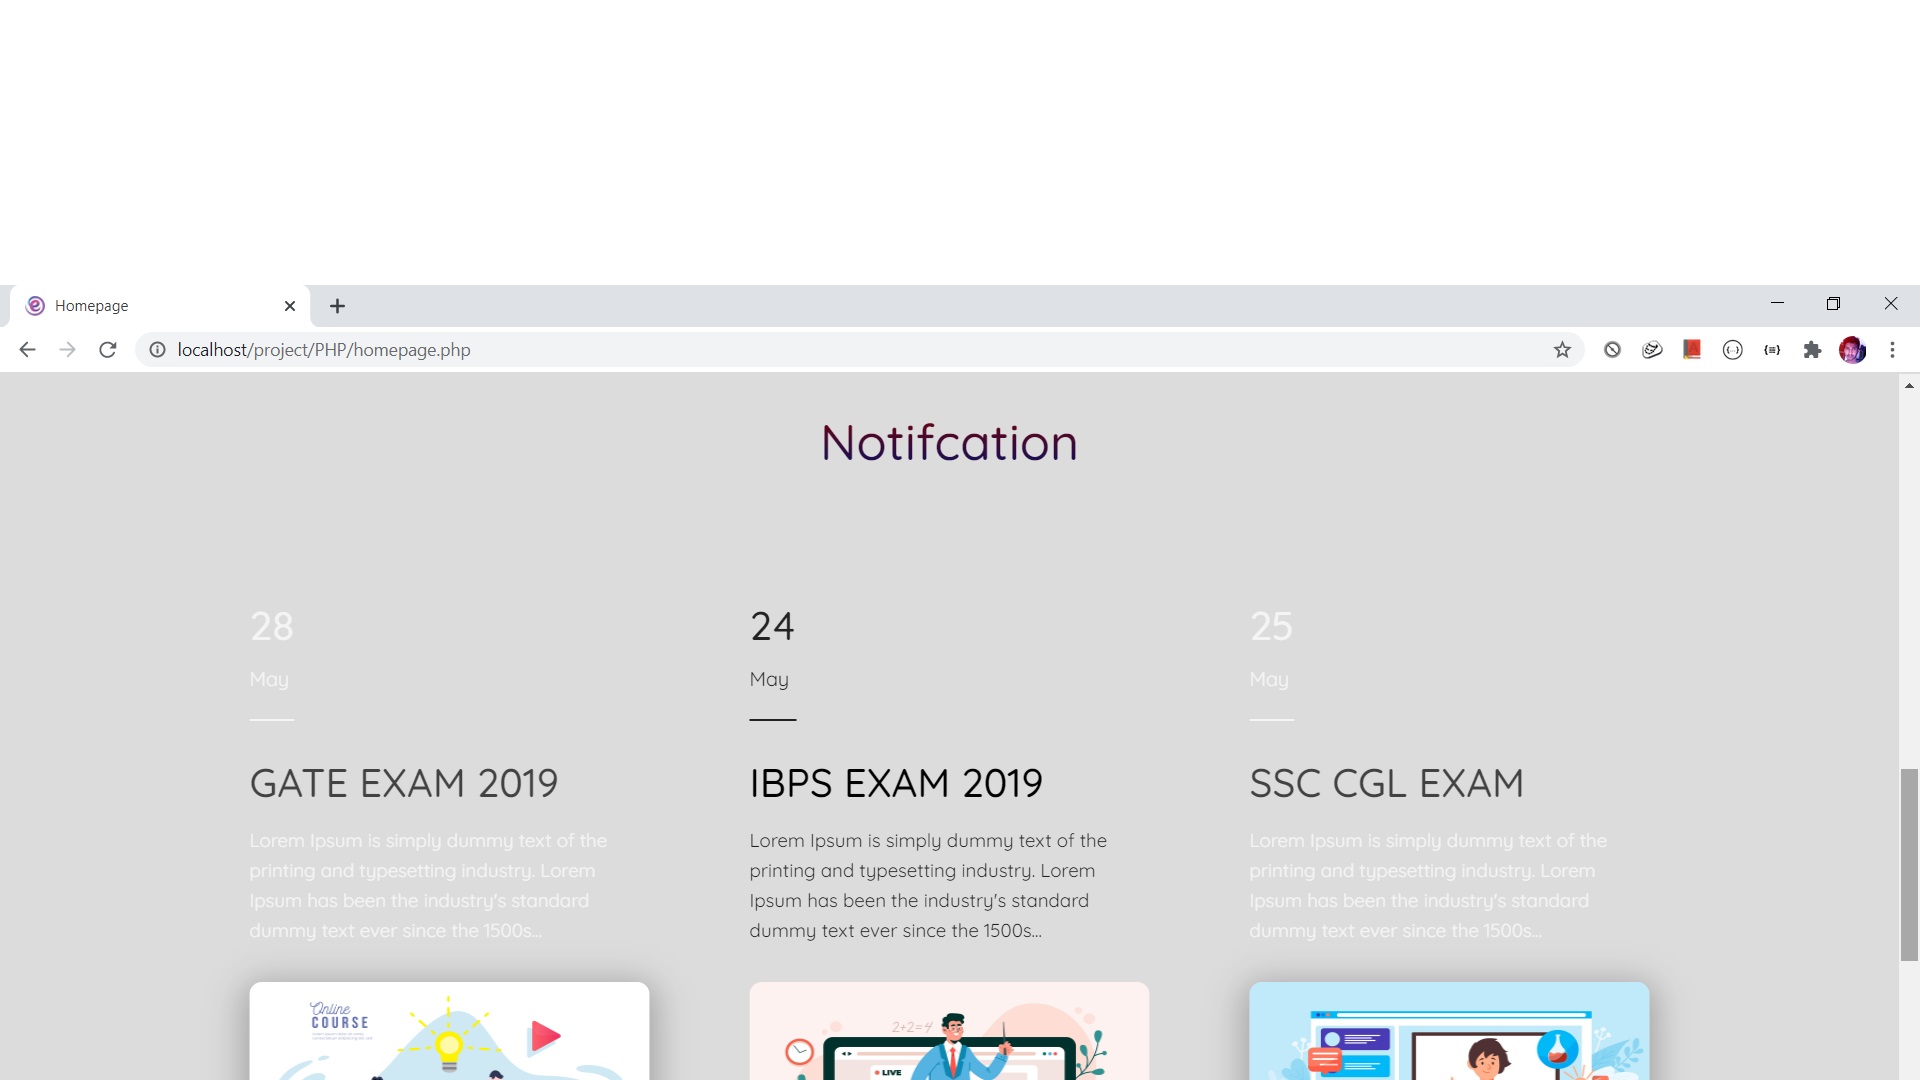 Homepage
localhost/project/PHP/homepage.php
Notifcation
28
May
GATE EXAM 2019
Lorem Ipsum is simply dummy text of the
printing and typesetting industry. Lorem
Ipsum has been the industry's standard
dummy text ever since the 1500s...
24
May
IBPS EXAM 2019
Lorem Ipsum is simply dummy text of the
printing and typesetting industry. Lorem
Ipsum has been the industry's standard
dummy text ever since the 1500s...
25
May
SSC CGL EXAM
Lorem Ipsum is simply dummy text of the
printing and typesetting industry. Lorem
Ipsum has been the industry's standard
dummy text ever since the 1500s...
Online
COURSE
2+2=4
LIVE